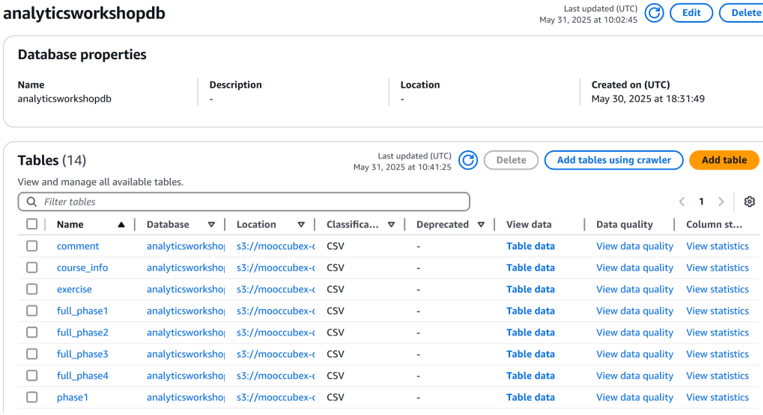 analyticsworkshopdb
Last updated (UTC)
May 31, 2025 at 10:02:45
Edit
Delete
Database properties
Name
analyticsworkshopdb
Description
-
Location
-
Created on (UTC)
May 30, 2025 at 18:31:49
Tables (14)
Last updated (UTC)
May 31, 2025 at 10:41:25
Delete
Add tables using crawler
Add table
View and manage all available tables.
Filter tables
1
Name Database Location Classifica... Deprecated View data Data quality Column st...
comment analyticsworkshop s3://mooccubex-c CSV - Table data View data quality View statistics
course_info analyticsworkshop s3://mooccubex-c CSV - Table data View data quality View statistics
exercise analyticsworkshop s3://mooccubex-c CSV - Table data View data quality View statistics
full_phase1 analyticsworkshop s3://mooccubex-c CSV - Table data View data quality View statistics
full_phase2 analyticsworkshop s3://mooccubex-c CSV - Table data View data quality View statistics
full_phase3 analyticsworkshop s3://mooccubex-c CSV - Table data View data quality View statistics
full_phase4 analyticsworkshop s3://mooccubex-c CSV - Table data View data quality View statistics
phase1 analyticsworkshop s3://mooccubex-c CSV - Table data View data quality View statistics